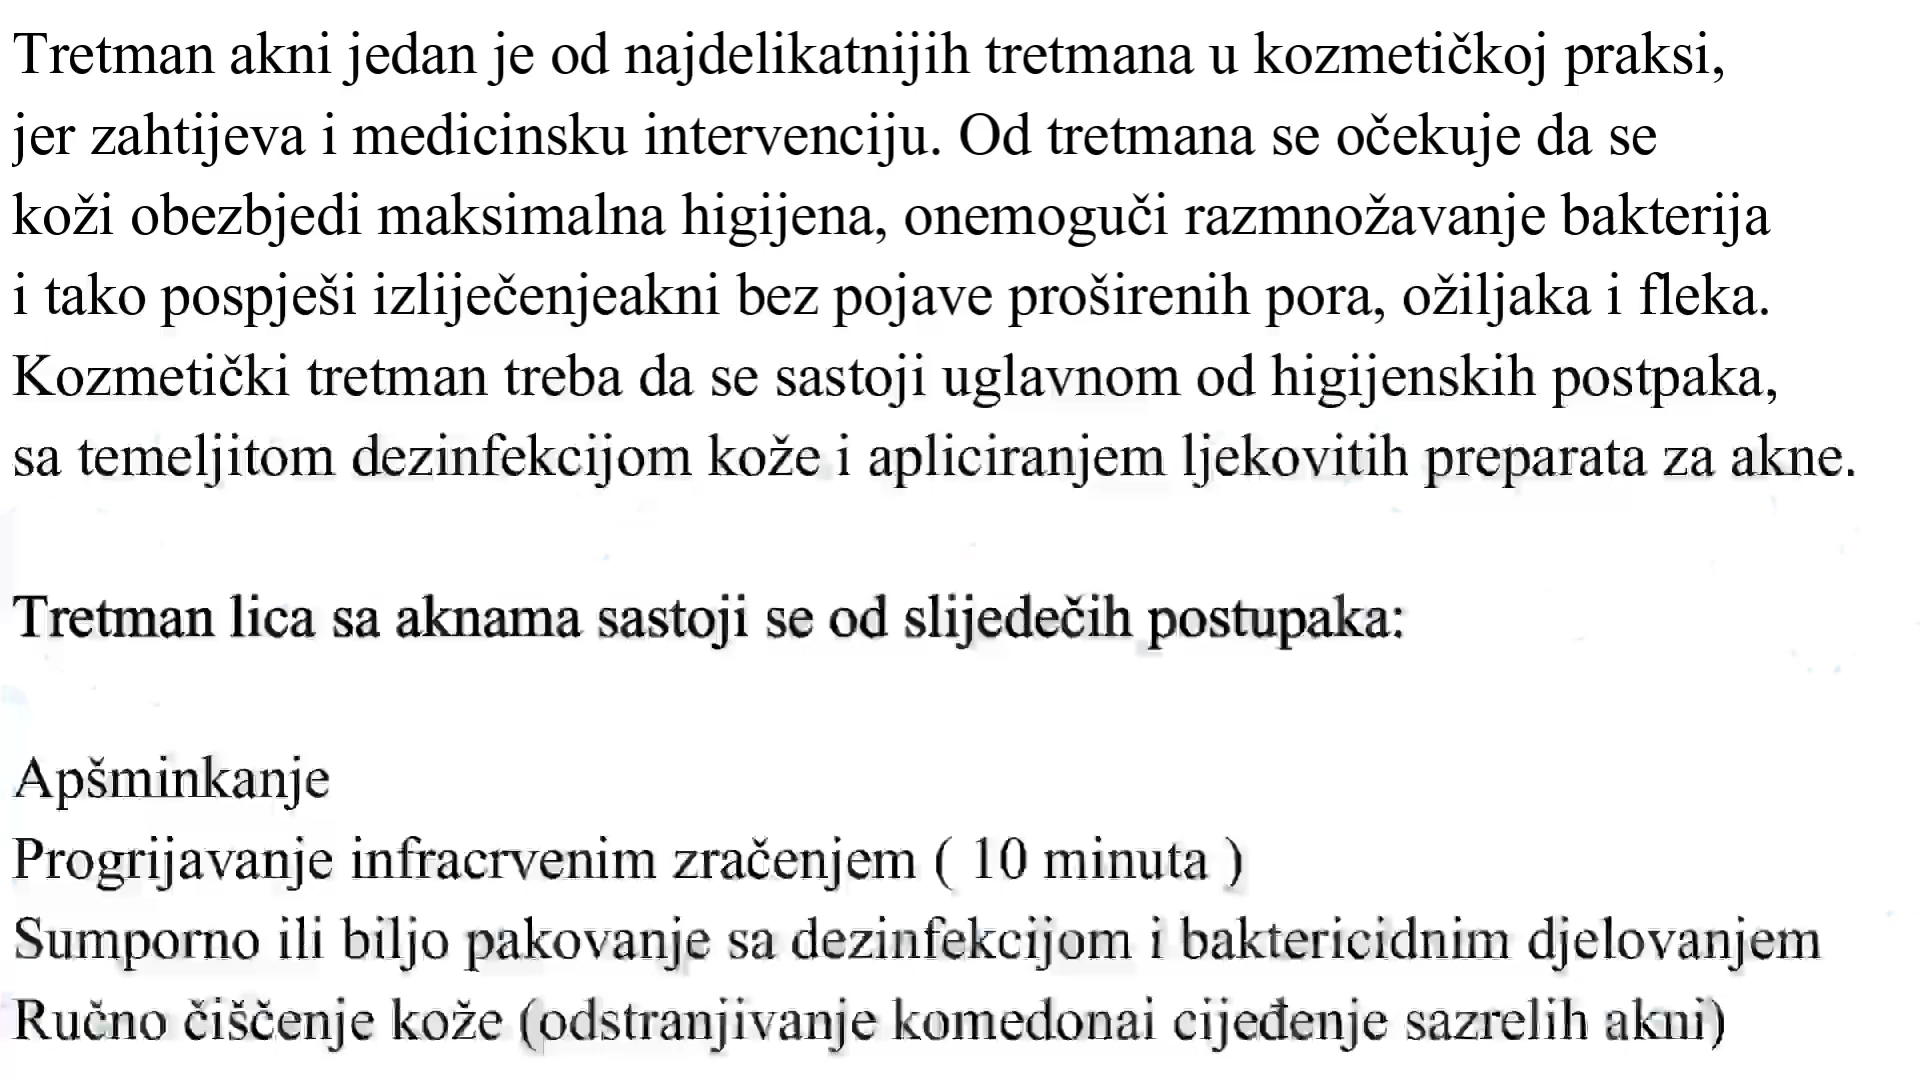 Tretman akni jedan je od najdelikatnijih tretmana u kozmetičkoj praksi,
jer zahtijeva i medicinsku intervenciju. Od tretmana se očekuje da se
koži obezbjedi maksimalna higijena, onemoguči razmnožavanje bakterija
i tako pospješi izliječenjeakni bez pojave proširenih pora, ožiljaka i fleka.
Kozmetički tretman treba da se sastoji uglavnom od higijenskih postpaka,
sa temeljitom dezinfekcijom kože i apliciranjem ljekovitih preparata za akne.
Tretman lica sa aknama sastoji se od slijedečih postupaka:
Apšminkanje
Progrijavanje infracrvenim zračenjem ( 10 minuta )
Sumporno ili biljo pakovanje sa dezinfekcijom i baktericidnim djelovanjem
Ručno čiščenje kože (odstranjivanje komedonai cijeđenje sazrelih akni)